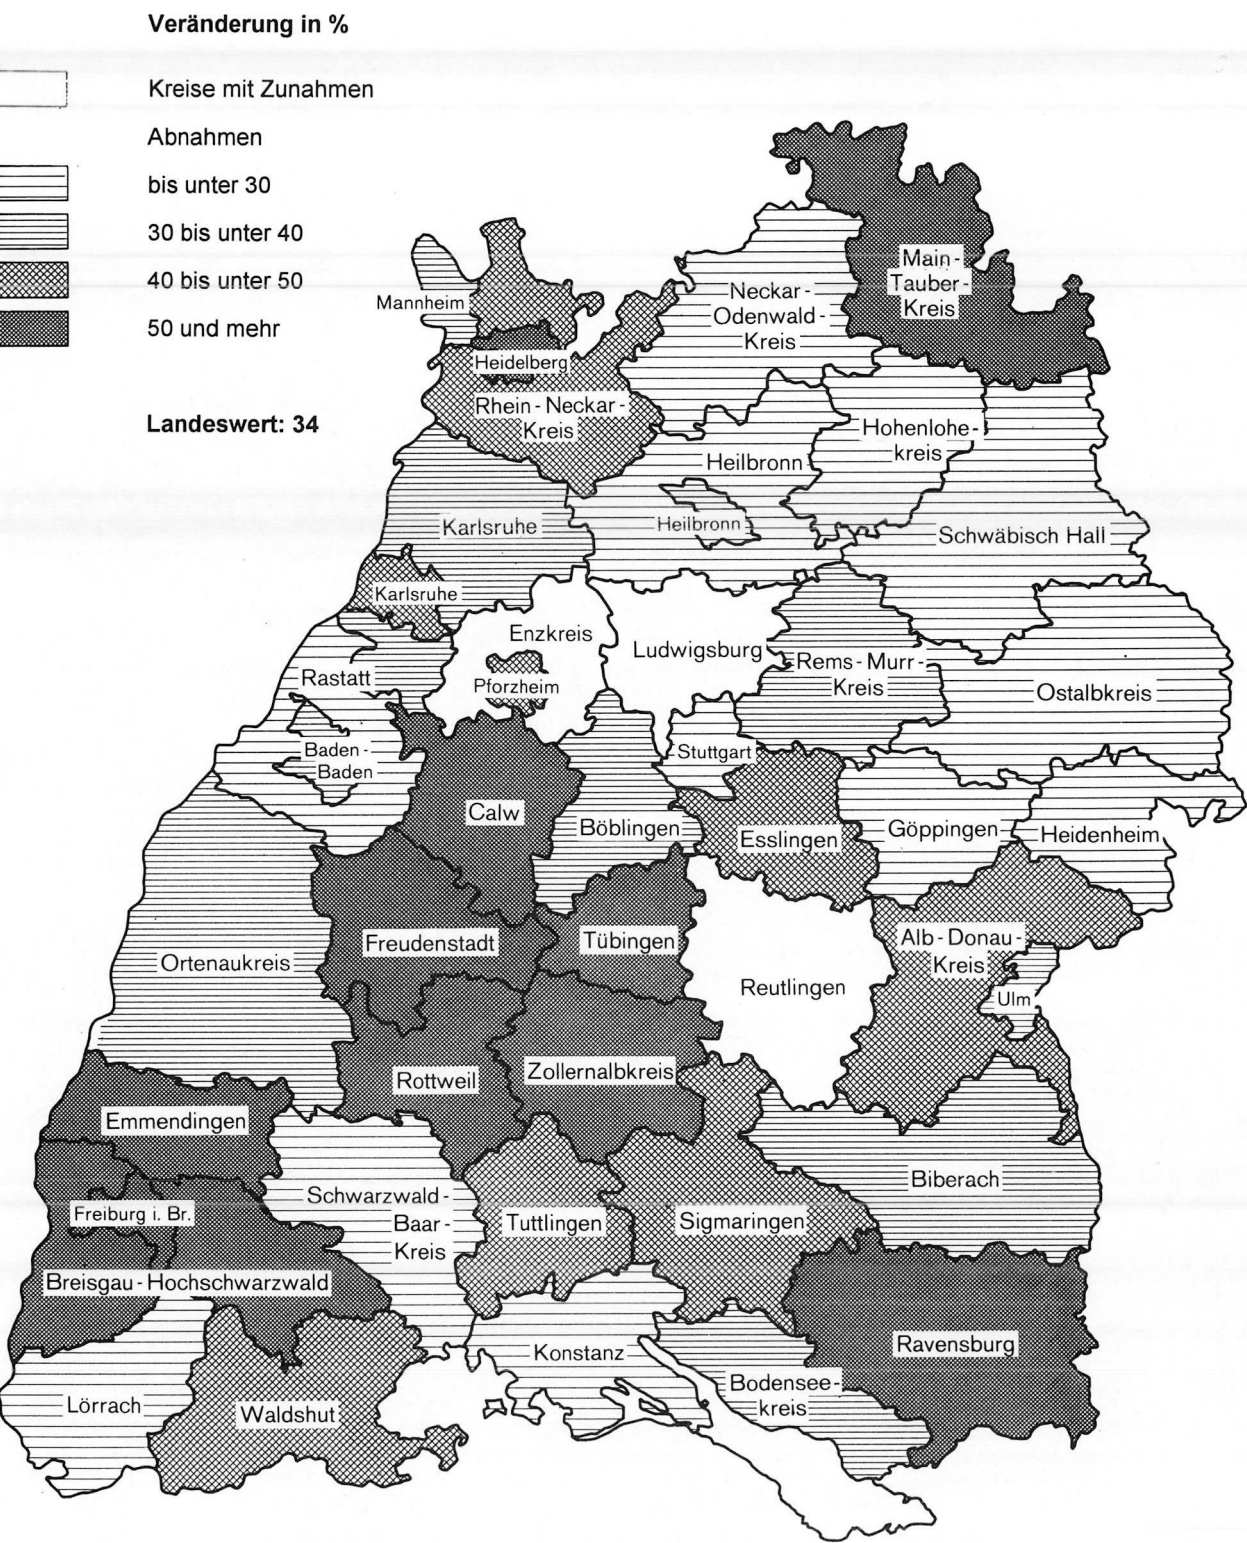 Veränderung in %
Kreise mit Zunahmen
Abnahmen
bis unter 30
30 bis unter 40
40 bis unter 50
50 und mehr
Landeswert: 34
Main-
Tauber-
Kreis
Neckar-
Odenwald-
Kreis
Mannheim
Heidelberg
Rhein-Neckar-
Kreis
Hohenlohe-
kreis
Heilbronn
Heilbronn
Karlsruhe
Schwäbisch Hall
Karlsruhe
Enzkreis
Ludwigsburg
Rems-Murr-
Kreis
Rastatt
Pforzheim
Ostalbkreis
Baden-
Baden
Stuttgart
Calw
Böblingen
Esslingen
Göppingen
Heidenheim
Freudenstadt
Tübingen
Alb-Donau-
Kreis
Ortenaukreis
Reutlingen
Ulm
Rottweil
Zollernalbkreis
Emmendingen
Biberach
Schwarzwald-
Baar-
Kreis
Freiburg i. Br.
Tuttlingen
Sigmaringen
Breisgau-Hochschwarzwald
Konstanz
Ravensburg
Bodensee-
kreis
Lörrach
Waldshut